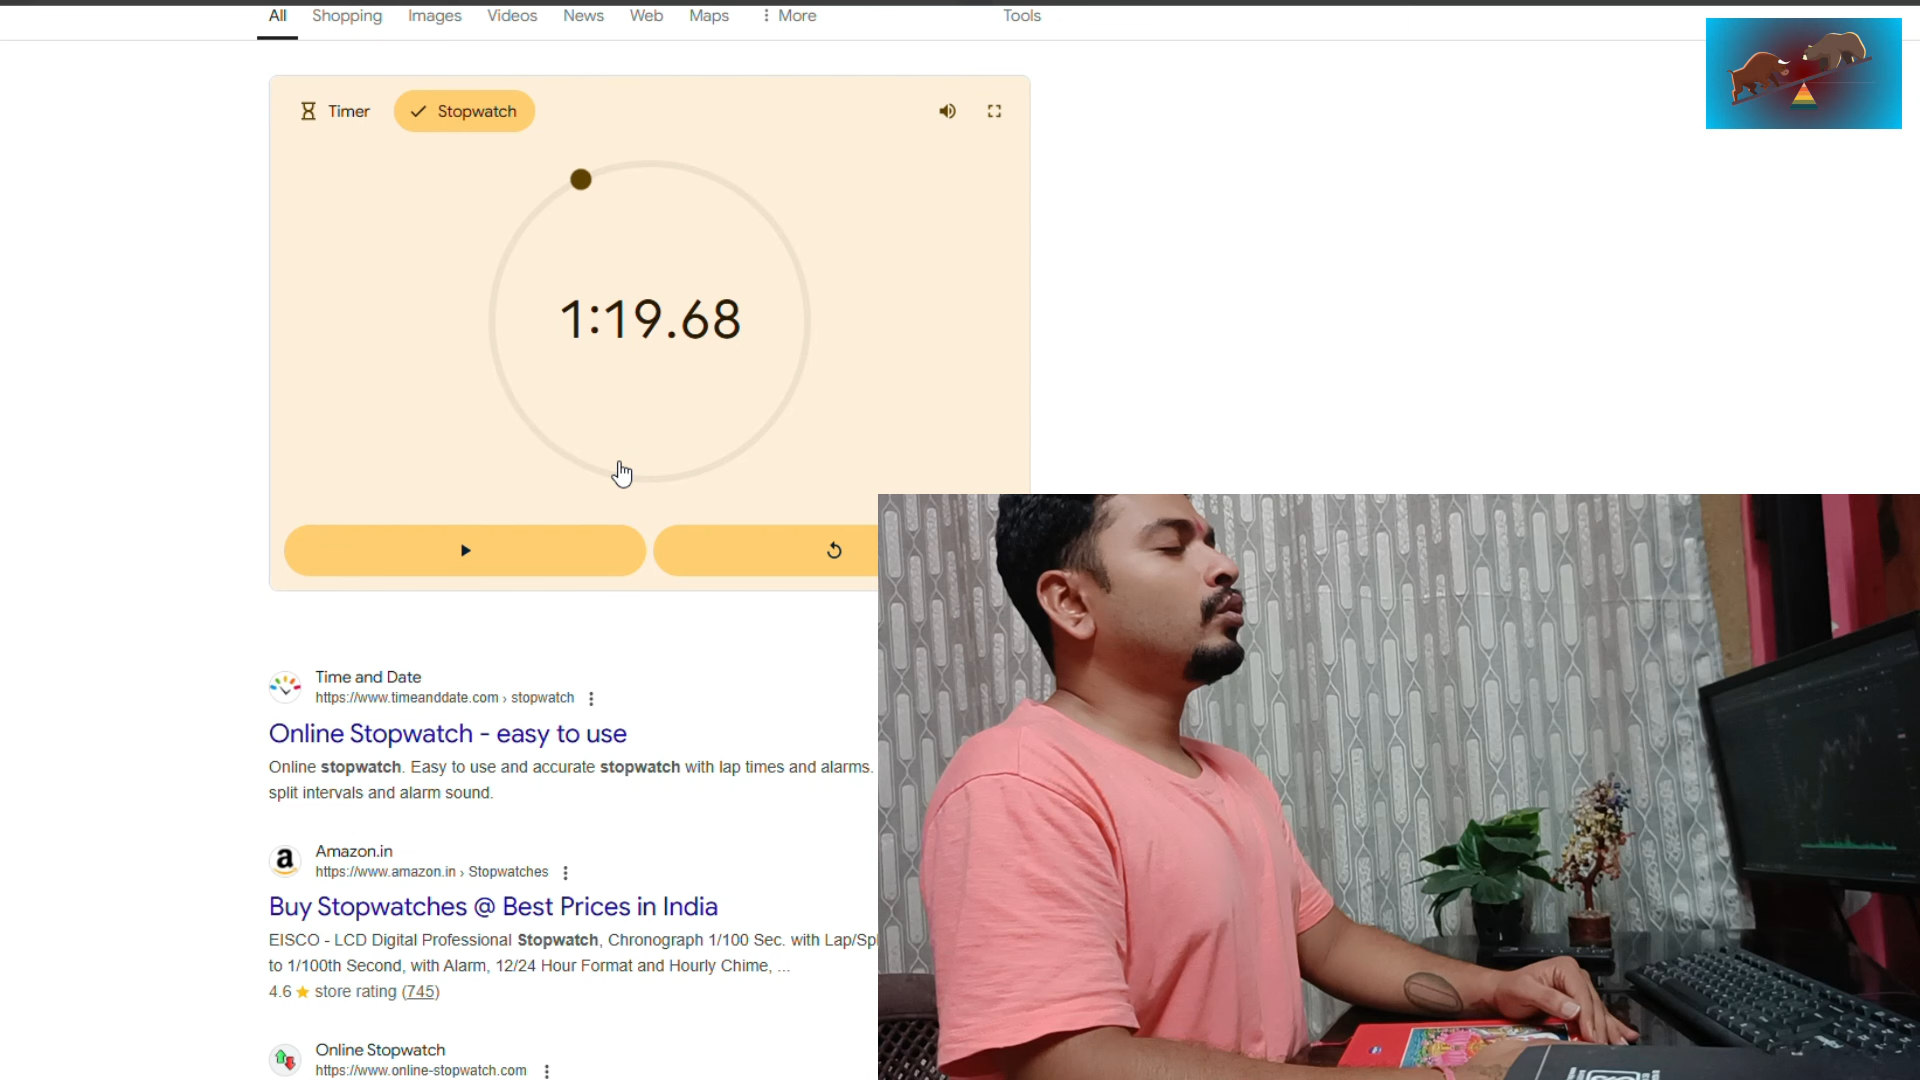 All Shopping Images Videos News Web Maps More Tools
Timer Stopwatch
1:19.68
Time and Date
https://www.timeanddate.com › stopwatch
Online Stopwatch - easy to use
Online stopwatch. Easy to use and accurate stopwatch with lap times and alarms.
split intervals and alarm sound.
Amazon.in
https://www.amazon.in › Stopwatches
Buy Stopwatches @ Best Prices in India
EISCO - LCD Digital Professional Stopwatch, Chronograph 1/100 Sec. with Lap/Spl
to 1/100th Second, with Alarm, 12/24 Hour Format and Hourly Chime, ...
4.6 ★ store rating (745)
Online Stopwatch
https://www.online-stopwatch.com